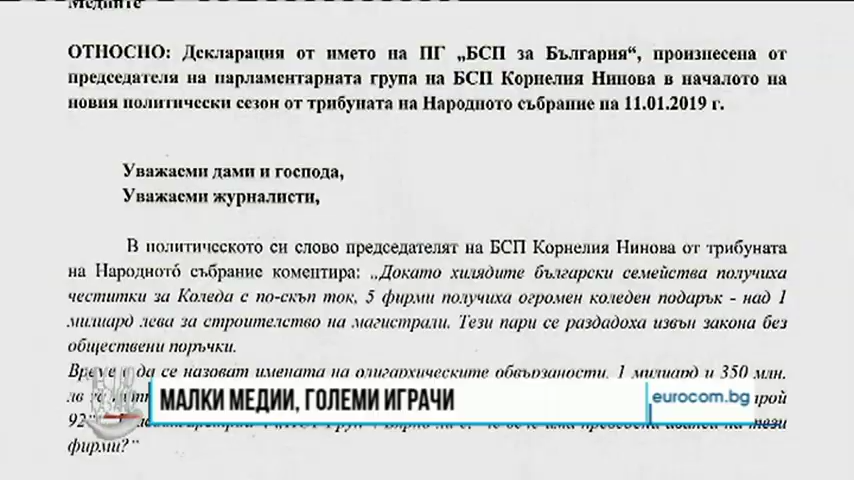 Медиите
ОТНОСНО: Декларация от името на ПГ „БСП за България“, произнесена от
председателя на парламентарната група на БСП Корнелия Нинова в началото на
новия политически сезон от трибуната на Народното събрание на 11.01.2019 г.
Уважаеми дами и господа,
Уважаеми журналисти,
В политическото си слово председателят на БСП Корнелия Нинова от трибуната
на Народното събрание коментира: „Докато хилядите български семейства получиха
честитки за Коледа с по-скъп ток, 5 фирми получиха огромен коледен подарък - над 1
милиард лева за строителство на магистрали. Тези пари се раздадоха извън закона без
обществени поръчки.
Време е да се назоват имената на олигархическите обвързаности. 1 милиард и 350 млн.
лв
МАЛКИ МЕДИИ, ГОЛЕМИ ИГРАЧИ
eurocom.bg
92”
тези
фирми?“